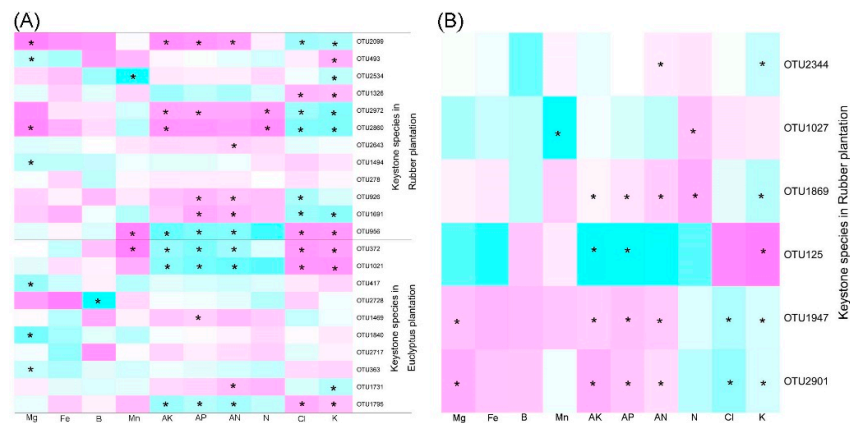 (A)
OTU2099
OTU493
OTU2534
OTU1326
OTU2972
OTU2860
OTU2643
OTU1494
OTU278
OTU926
OTU1691
OTU956
OTU372
OTU1021
OTU417
OTU2728
OTU1469
OTU1840
OTU2717
OTU363
OTU1731
OTU1795
Keystone species in
Rubber plantation
Keystone species in
Euclyptus plantation
Mg Fe B Mn AK AP AN N Cl K
(B)
OTU2344
OTU1027
OTU1869
OTU125
OTU1947
OTU2901
Keystone species in Rubber plantation
Mg Fe B Mn AK AP AN N Cl K